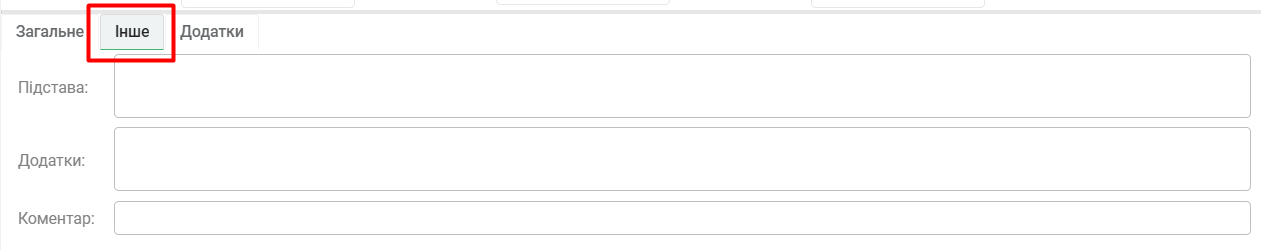 Загальне Інше Додатки
Підстава:
Додатки:
Коментар: